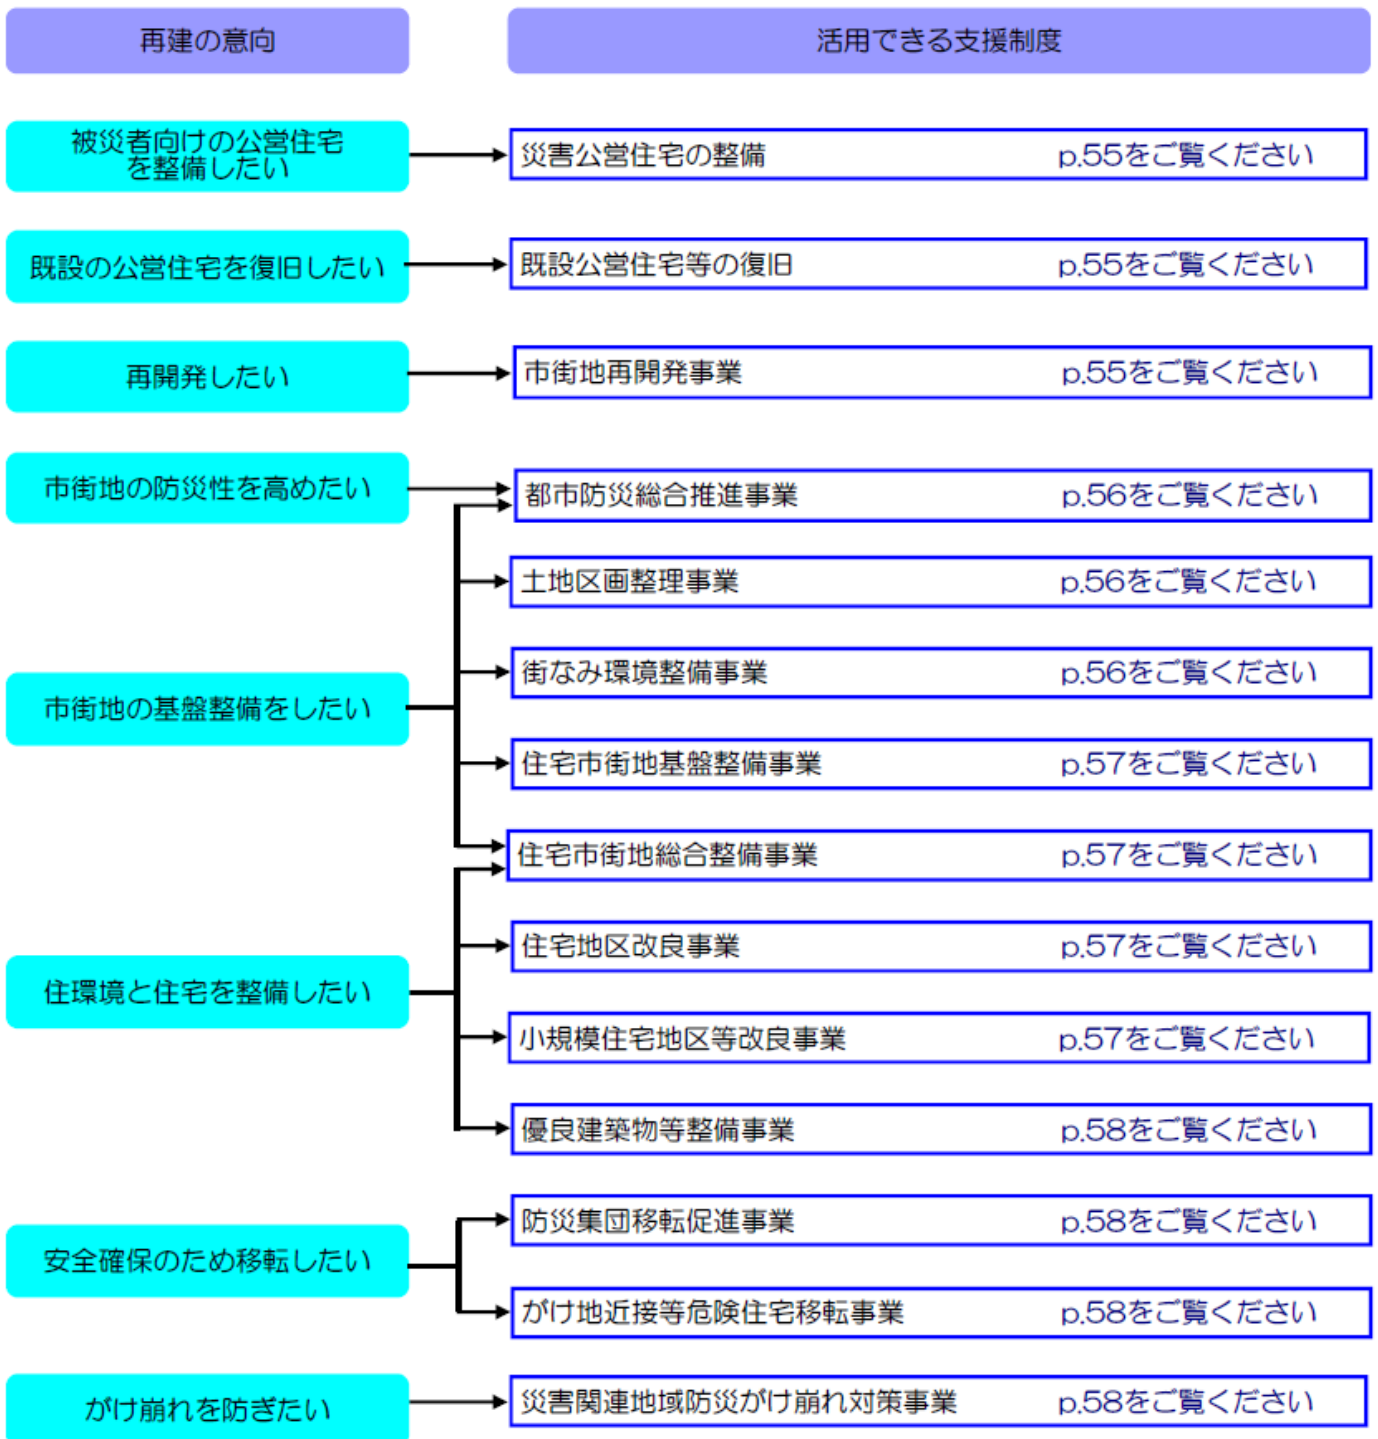 再建の意向
活用できる支援制度
被災者向けの公営住宅
を整備したい
災害公営住宅の整備 p.55をご覧ください
既設の公営住宅を復旧したい
既設公営住宅等の復旧 p.55をご覧ください
再開発したい
市街地再開発事業 p.55をご覧ください
市街地の防災性を高めたい
都市防災総合推進事業 p.56をご覧ください
土地区画整理事業 p.56をご覧ください
街なみ環境整備事業 p.56をご覧ください
市街地の基盤整備をしたい
住宅市街地基盤整備事業 p.57をご覧ください
住宅市街地総合整備事業 p.57をご覧ください
住宅地区改良事業 p.57をご覧ください
住環境と住宅を整備したい
小規模住宅地区等改良事業 p.57をご覧ください
優良建築物等整備事業 p.58をご覧ください
防災集団移転促進事業 p.58をご覧ください
安全確保のため移転したい
がけ地近接等危険住宅移転事業 p.58をご覧ください
がけ崩れを防ぎたい
災害関連地域防災がけ崩れ対策事業 p.58をご覧ください